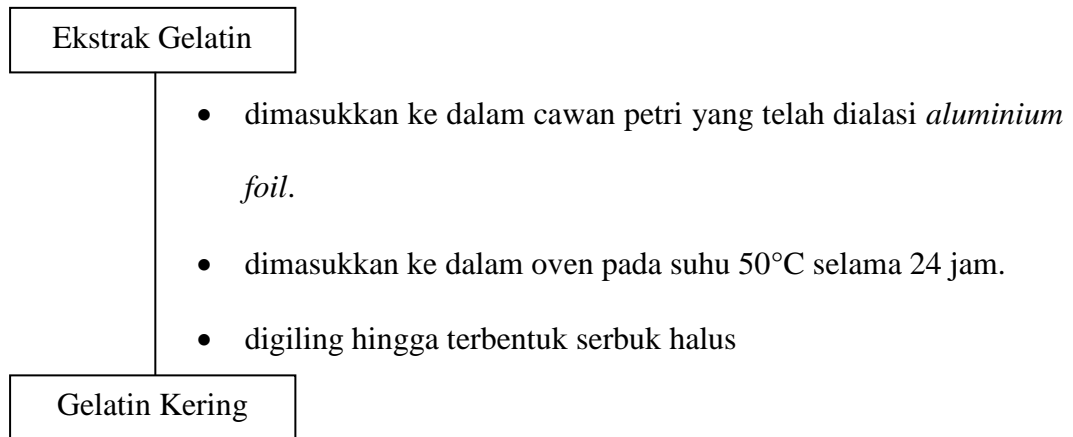 Ekstrak Gelatin
• dimasukkan ke dalam cawan petri yang telah dialasi aluminium
foil.
• dimasukkan ke dalam oven pada suhu 50°C selama 24 jam.
• digiling hingga terbentuk serbuk halus
Gelatin Kering